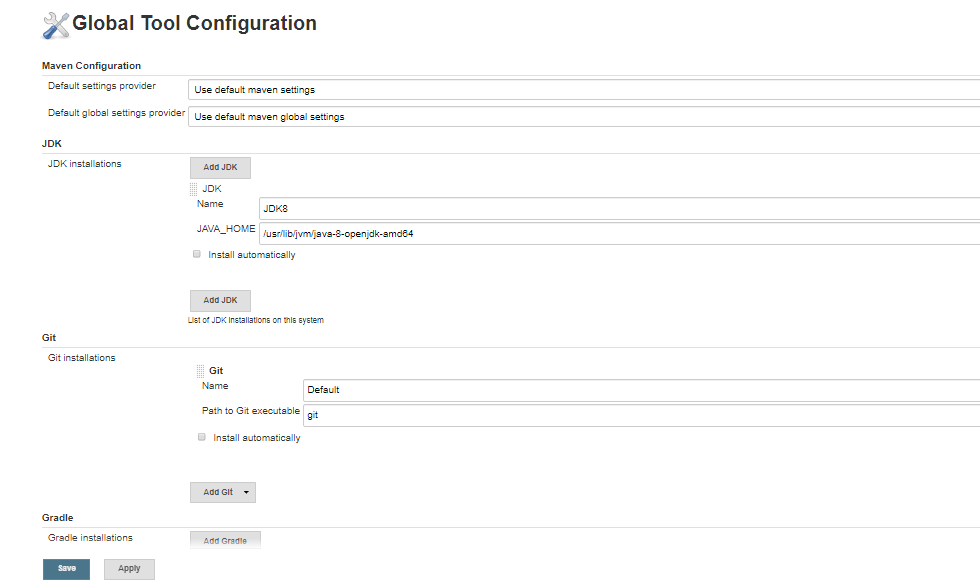 Global Tool Configuration
Maven Configuration
Default settings provider
Use default maven settings
Default global settings provider
Use default maven global settings
JDK
JDK installations
Add JDK
JDK
Name
JDK8
JAVA_HOME
/usr/lib/jvm/java-8-openjdk-amd64
Install automatically
Add JDK
List of JDK installations on this system
Git
Git installations
Git
Name
Default
Path to Git executable
git
Install automatically
Add Git
Gradle
Gradle installations
Add Gradle
Save
Apply